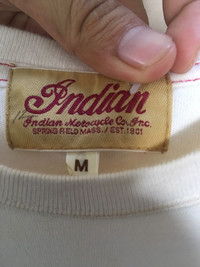 Indian
Indian Motocycle Co., Inc.
SPRINGFIELD MASS. / EST. 1901
M